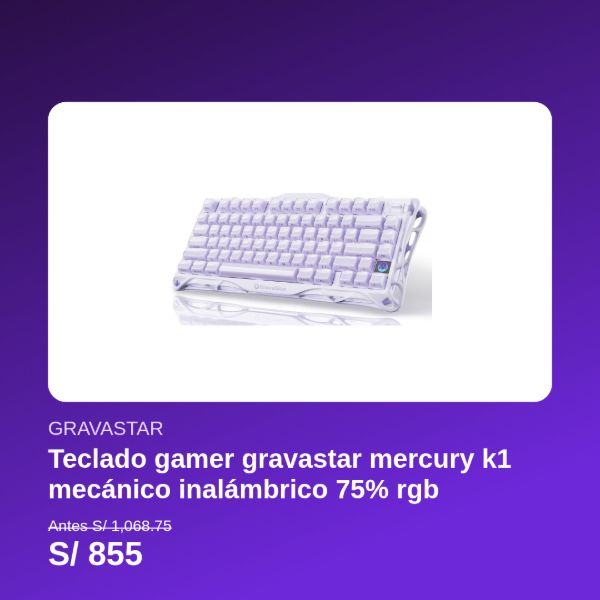 GRAVASTAR
Teclado gamer gravastar mercury k1
mecánico inalámbrico 75% rgb
Antes S/ 1,068.75
S/ 855